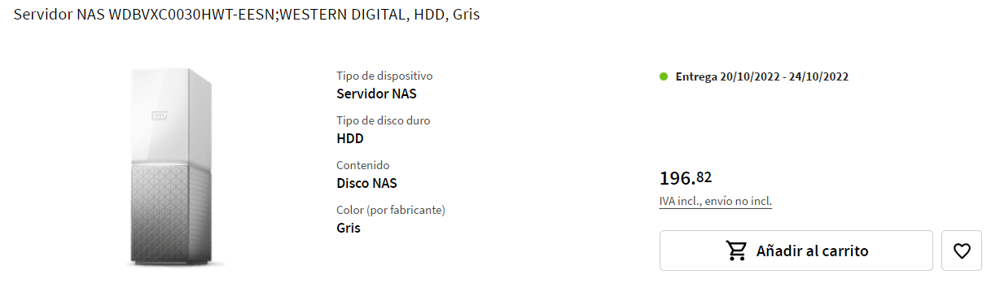 Servidor NAS WDBVXC0030HWT-EESN;WESTERN DIGITAL, HDD, Gris
WD
Tipo de dispositivo
Servidor NAS
Tipo de disco duro
HDD
Contenido
Disco NAS
Color (por fabricante)
Gris
Entrega 20/10/2022 - 24/10/2022
196.82
IVA incl., envío no incl.
Añadir al carrito